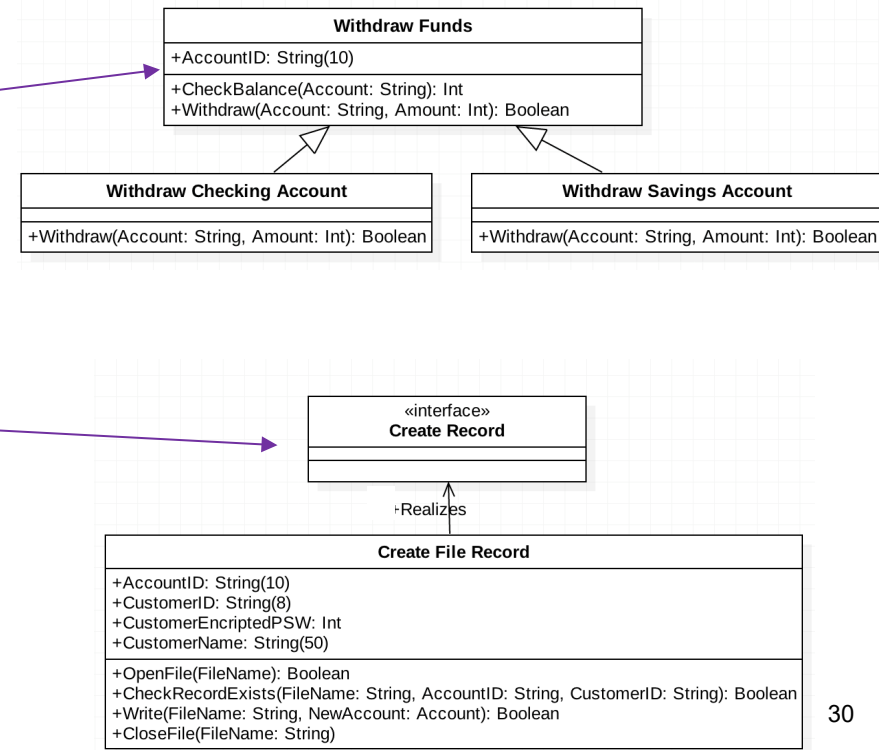 Withdraw Funds
+AccountID: String(10)
+CheckBalance(Account: String): Int
+Withdraw(Account: String, Amount: Int): Boolean
Withdraw Checking Account
+Withdraw(Account: String, Amount: Int): Boolean
Withdraw Savings Account
+Withdraw(Account: String, Amount: Int): Boolean
«interface»
Create Record
+Realizes
Create File Record
+AccountID: String(10)
+CustomerID: String(8)
+CustomerEncriptedPSW: Int
+CustomerName: String(50)
+OpenFile(FileName): Boolean
+CheckRecordExists(FileName: String, AccountID: String, CustomerID: String): Boolean
+Write(FileName: String, NewAccount: Account): Boolean
+CloseFile(FileName: String)
30